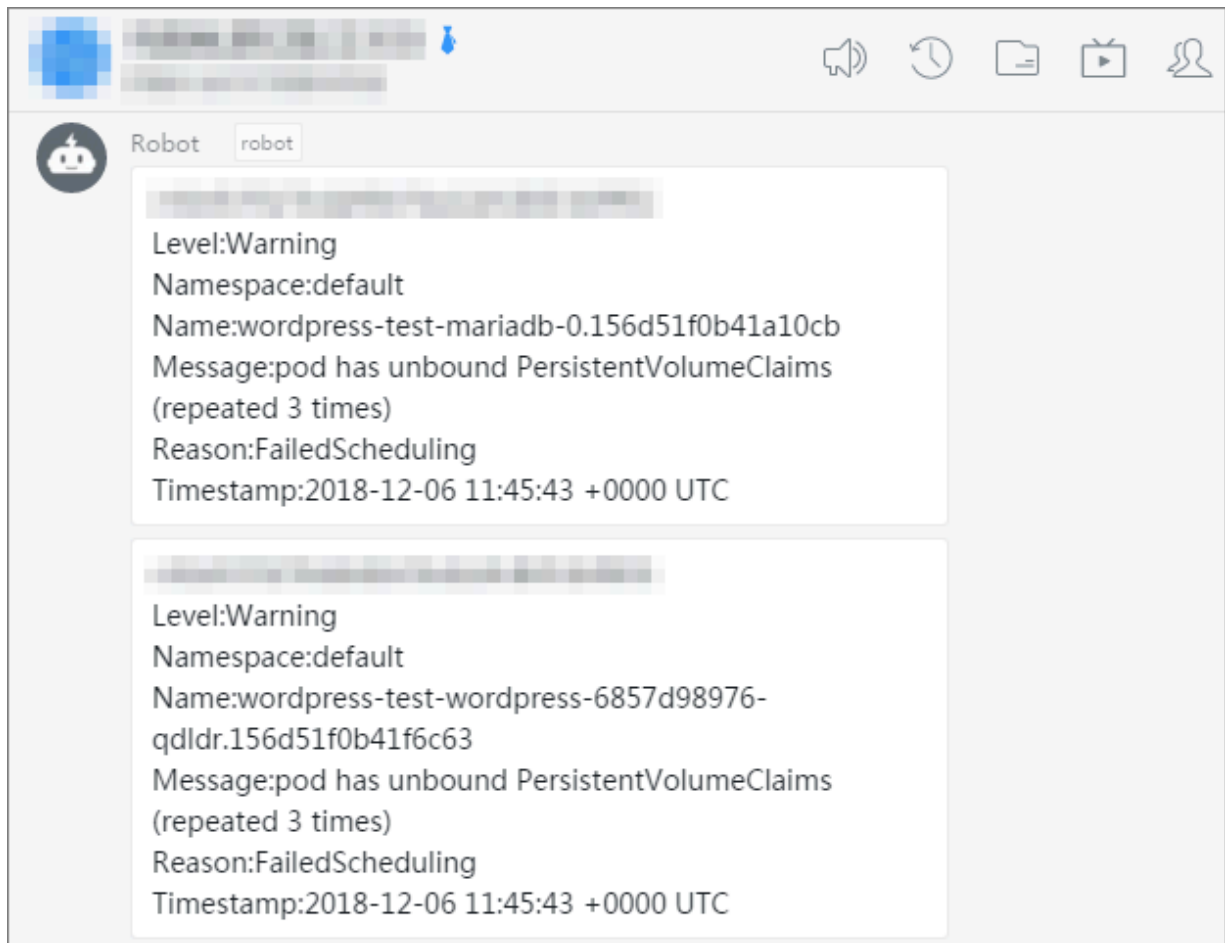 Robot robot
Level:Warning
Namespace:default
Name:wordpress-test-mariadb-0.156d51f0b41a10cb
Message:pod has unbound PersistentVolumeClaims
(repeated 3 times)
Reason:FailedScheduling
Timestamp:2018-12-06 11:45:43 +0000 UTC
Level:Warning
Namespace:default
Name:wordpress-test-wordpress-6857d98976-
qdldr.156d51f0b41f6c63
Message:pod has unbound PersistentVolumeClaims
(repeated 3 times)
Reason:FailedScheduling
Timestamp:2018-12-06 11:45:43 +0000 UTC